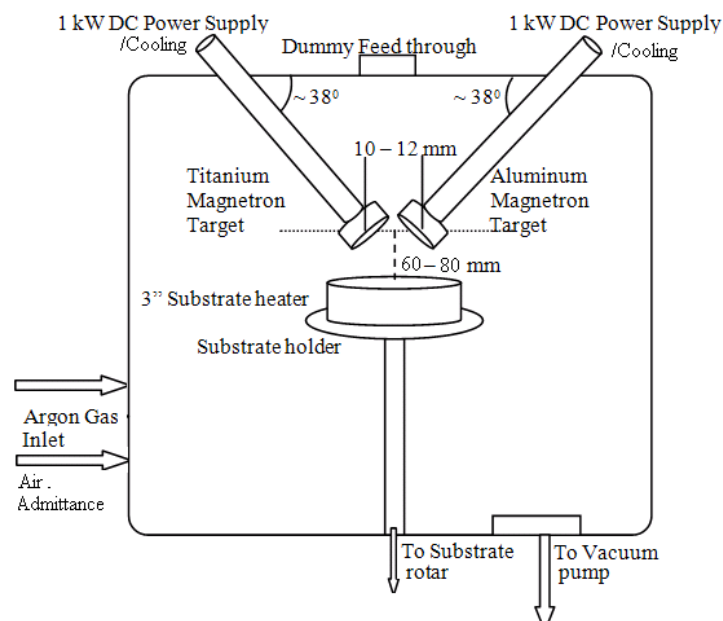 1 kW DC Power Supply
/Cooling
Dummy Feed through
1 kW DC Power Supply
/Cooling
~ 38⁰
~ 38⁰
10 – 12 mm
Titanium
Magnetron
Target
Aluminum
Magnetron
Target
60 – 80 mm
3” Substrate heater
Substrate holder
Argon Gas
Inlet
Air .
Admittance
To Substrate
rotar
To Vacuum
pump